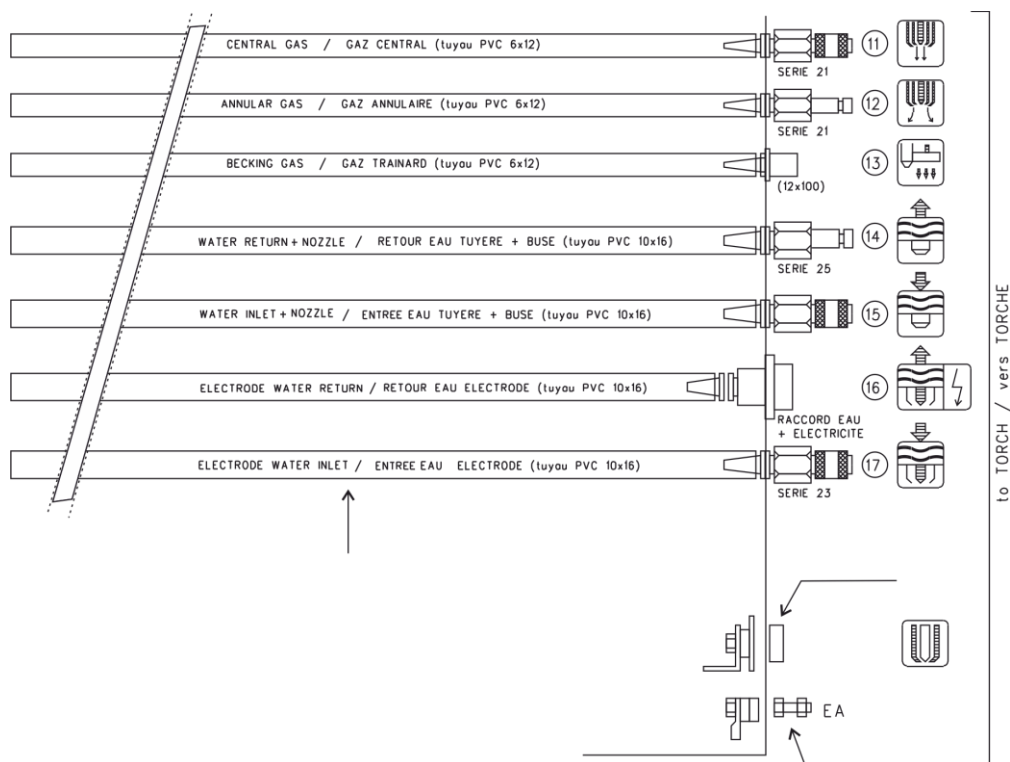 CENTRAL GAS / GAZ CENTRAL (tuyau PVC 6x12)
SERIE 21
11
ANNULAR GAS / GAZ ANNULAIRE (tuyau PVC 6x12)
SERIE 21
12
BECKING GAS / GAZ TRAINARD (tuyau PVC 6x12)
(12x100)
13
WATER RETURN + NOZZLE / RETOUR EAU TUYERE + BUSE (tuyau PVC 10x16)
SERIE 25
14
WATER INLET + NOZZLE / ENTREE EAU TUYERE + BUSE (tuyau PVC 10x16)
15
ELECTRODE WATER RETURN / RETOUR EAU ELECTRODE (tuyau PVC 10x16)
16
RACCORD EAU
+ ELECTRICITE
ELECTRODE WATER INLET / ENTREE EAU ELECTRODE (tuyau PVC 10x16)
SERIE 23
17
EA
to TORCH / vers TORCHE